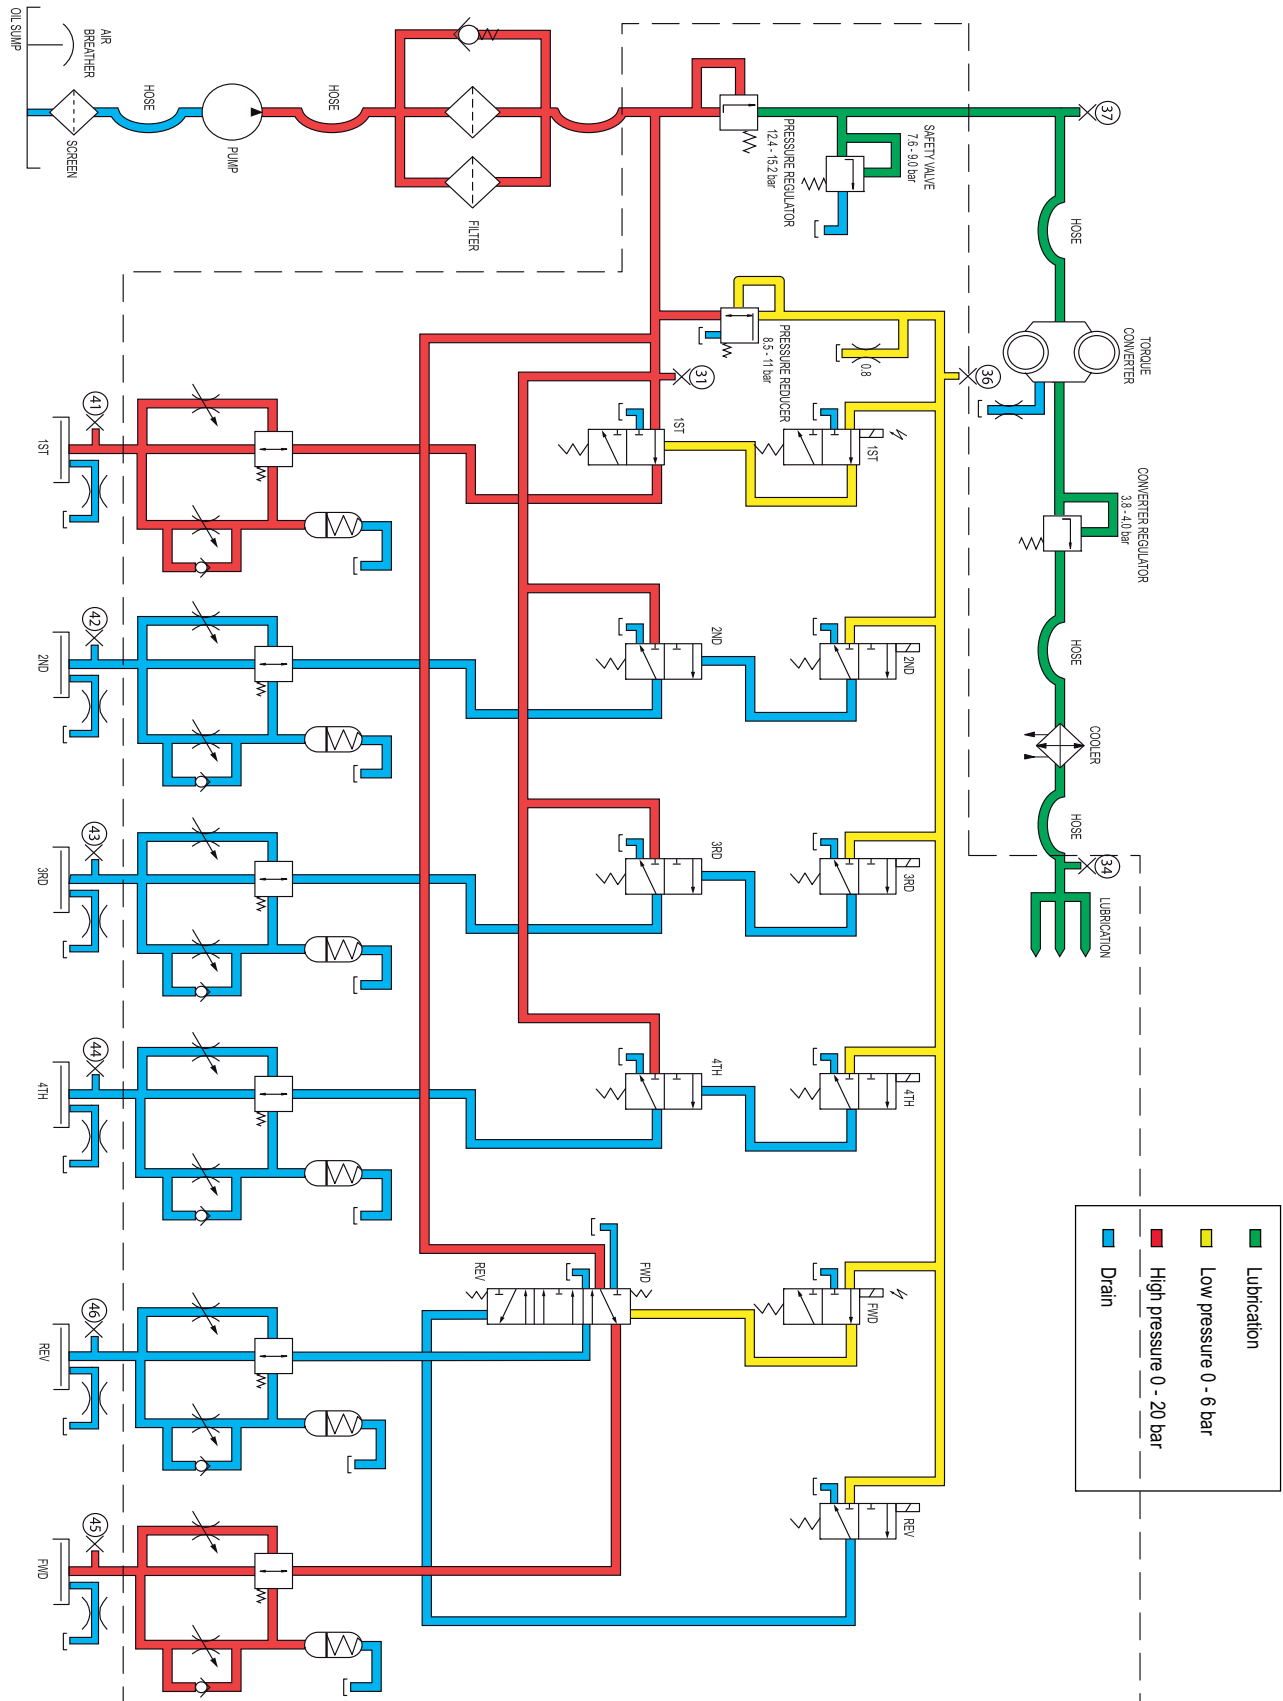 OIL SUMP
AIR
BREATHER
SCREEN
HOSE
PUMP
HOSE
FILTER
PRESSURE REGULATOR
12.4 - 15.2 bar
SAFETY VALVE
7.6 - 9.0 bar
37
HOSE
TORQUE
CONVERTER
CONVERTER REGULATOR
3.8 - 4.0 bar
HOSE
COOLER
HOSE
34
LUBRICATION
PRESSURE REDUCER
8.5 - 11 bar
0.8
36
31
1ST
1ST
2ND
2ND
3RD
3RD
4TH
4TH
FWD
REV
FWD
REV
41
1ST
42
2ND
43
3RD
44
4TH
46
REV
45
FWD
Lubrication
Low pressure 0 - 6 bar
High pressure 0 - 20 bar
Drain